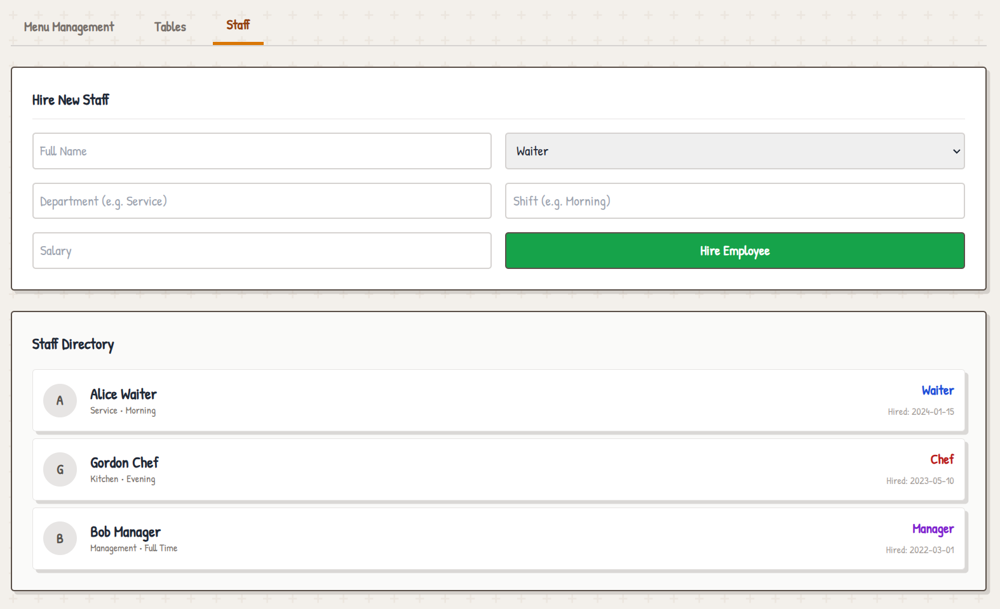 Menu Management Tables Staff
Hire New Staff
Full Name
Waiter
Department (e.g. Service)
Shift (e.g. Morning)
Salary
Hire Employee
Staff Directory
A
Alice Waiter
Service • Morning
Waiter
Hired: 2024-01-15
G
Gordon Chef
Kitchen • Evening
Chef
Hired: 2023-05-10
B
Bob Manager
Management • Full Time
Manager
Hired: 2022-03-01